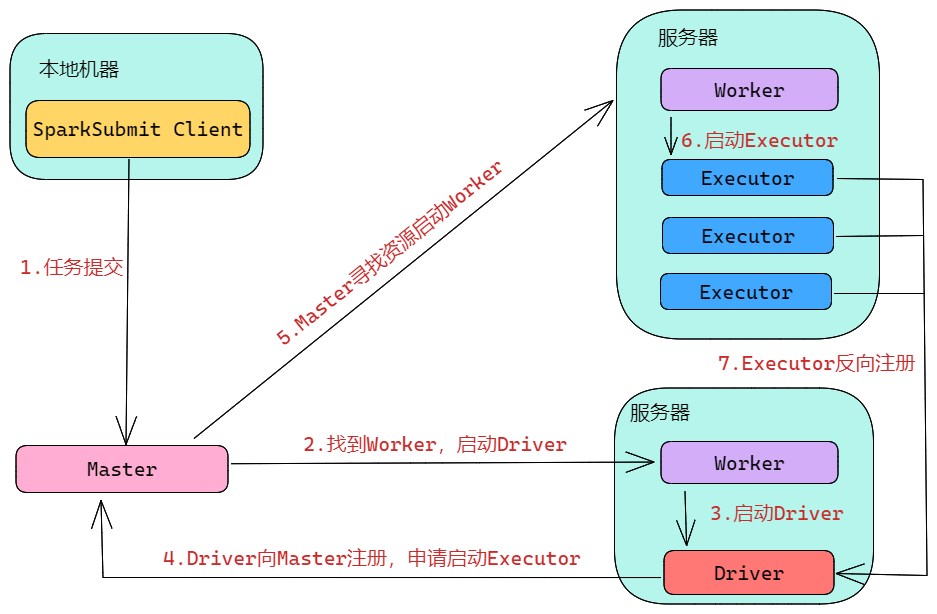 本地机器
SparkSubmit Client
服务器
Worker
6.启动Executor
Executor
Executor
Executor
1.任务提交
5.Master寻找资源启动Worker
7.Executor反向注册
服务器
2.找到Worker，启动Driver
Master
Worker
3.启动Driver
4.Driver向Master注册，申请启动Executor
Driver